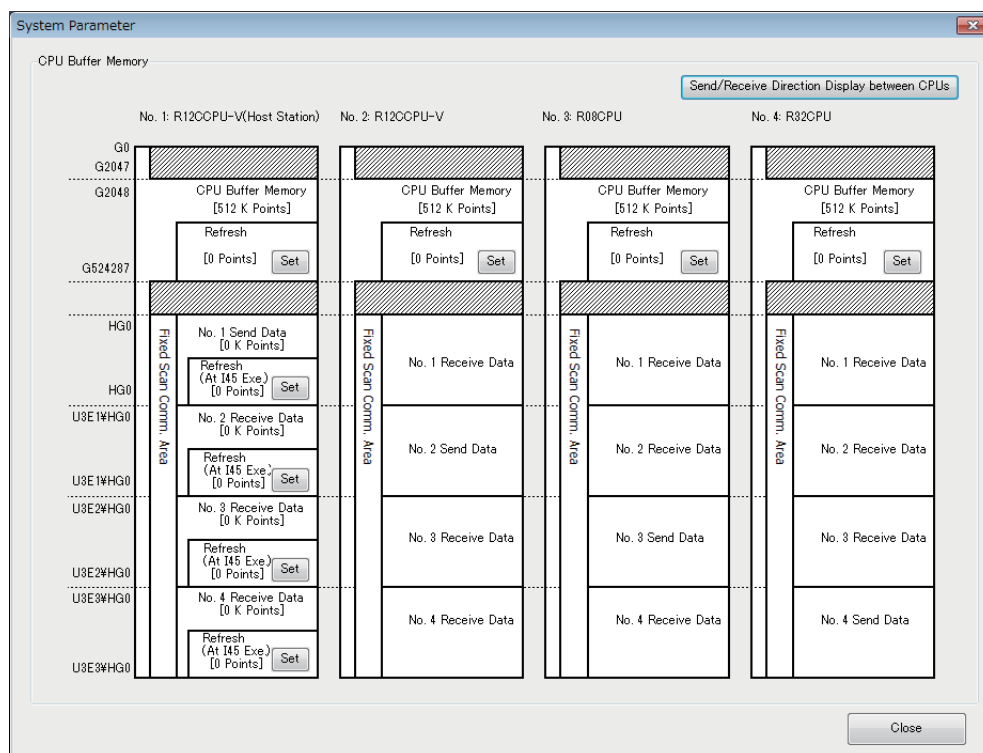 System Parameter
CPU Buffer Memory
Send/Receive Direction Display between CPUs
No. 1: R12CCPU-V(Host Station)
No. 2: R12CCPU-V
No. 3: R08CPU
No. 4: R32CPU
G0
G2047
G2048
G524287
HG0
HG0
U3E1¥HG0
U3E1¥HG0
U3E2¥HG0
U3E2¥HG0
U3E3¥HG0
U3E3¥HG0
CPU Buffer Memory
[512 K Points]
Refresh
[0 Points]
Set
Fixed Scan Comm. Area
No. 1 Send Data
[0 K Points]
Refresh
(At I45 Exe.)
[0 Points]
Set
No. 2 Receive Data
[0 K Points]
Refresh
(At I45 Exe.)
[0 Points]
Set
No. 3 Receive Data
[0 K Points]
Refresh
(At I45 Exe.)
[0 Points]
Set
No. 4 Receive Data
[0 K Points]
Refresh
(At I45 Exe.)
[0 Points]
Set
CPU Buffer Memory
[512 K Points]
Refresh
[0 Points]
Set
Fixed Scan Comm. Area
No. 1 Receive Data
No. 2 Send Data
No. 3 Receive Data
No. 4 Receive Data
CPU Buffer Memory
[512 K Points]
Refresh
[0 Points]
Set
Fixed Scan Comm. Area
No. 1 Receive Data
No. 2 Receive Data
No. 3 Send Data
No. 4 Receive Data
CPU Buffer Memory
[512 K Points]
Refresh
[0 Points]
Set
Fixed Scan Comm. Area
No. 1 Receive Data
No. 2 Receive Data
No. 3 Receive Data
No. 4 Send Data
Close